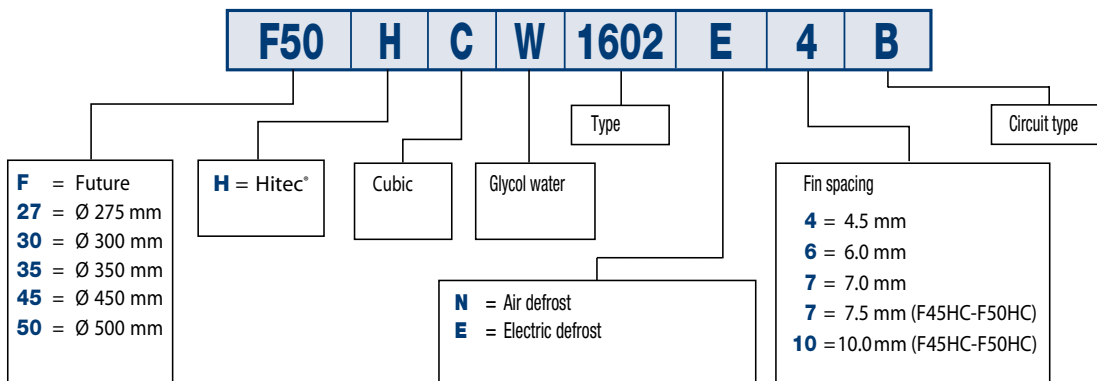 F50 H C W 1602 E 4 B
Type
Circuit type
F = Future
27 = Ø 275 mm
30 = Ø 300 mm
35 = Ø 350 mm
45 = Ø 450 mm
50 = Ø 500 mm
H = Hitec®
Cubic
Glycol water
N = Air defrost
E = Electric defrost
Fin spacing
4 = 4.5 mm
6 = 6.0 mm
7 = 7.0 mm
7 = 7.5 mm (F45HC-F50HC)
10 = 10.0 mm (F45HC-F50HC)